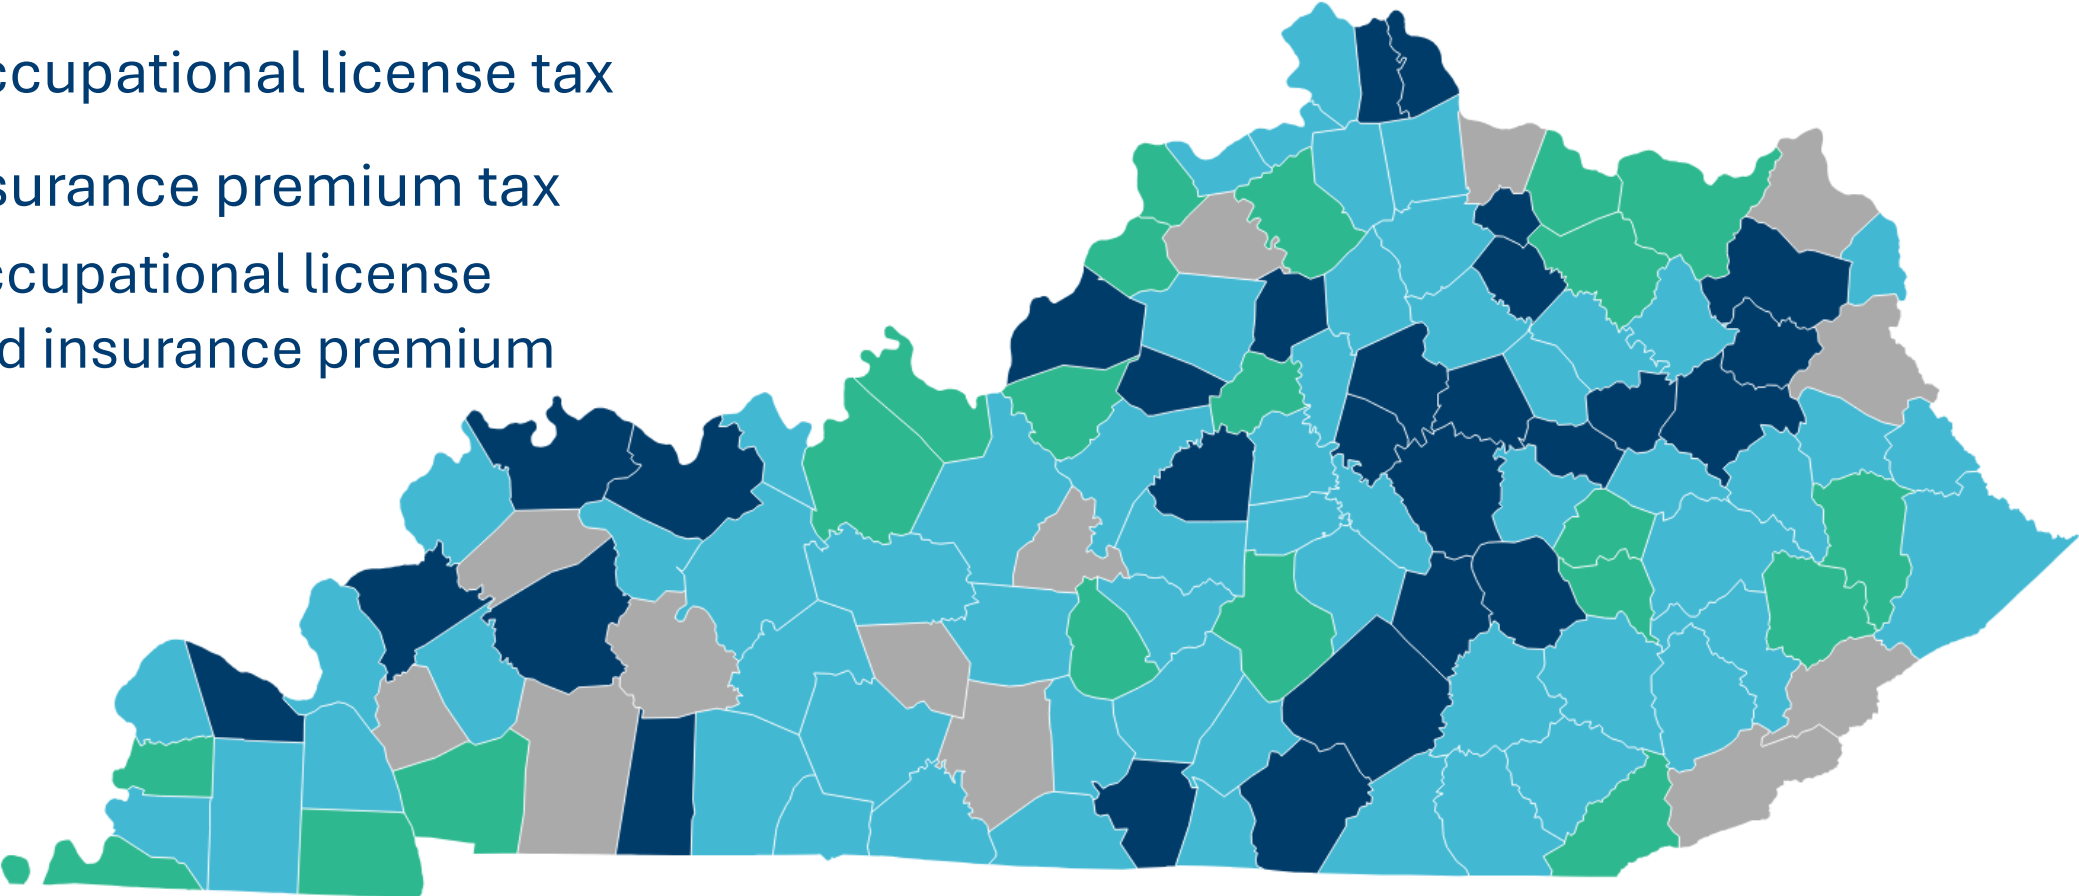 ccupational license tax
surance premium tax
ccupational license
d insurance premium